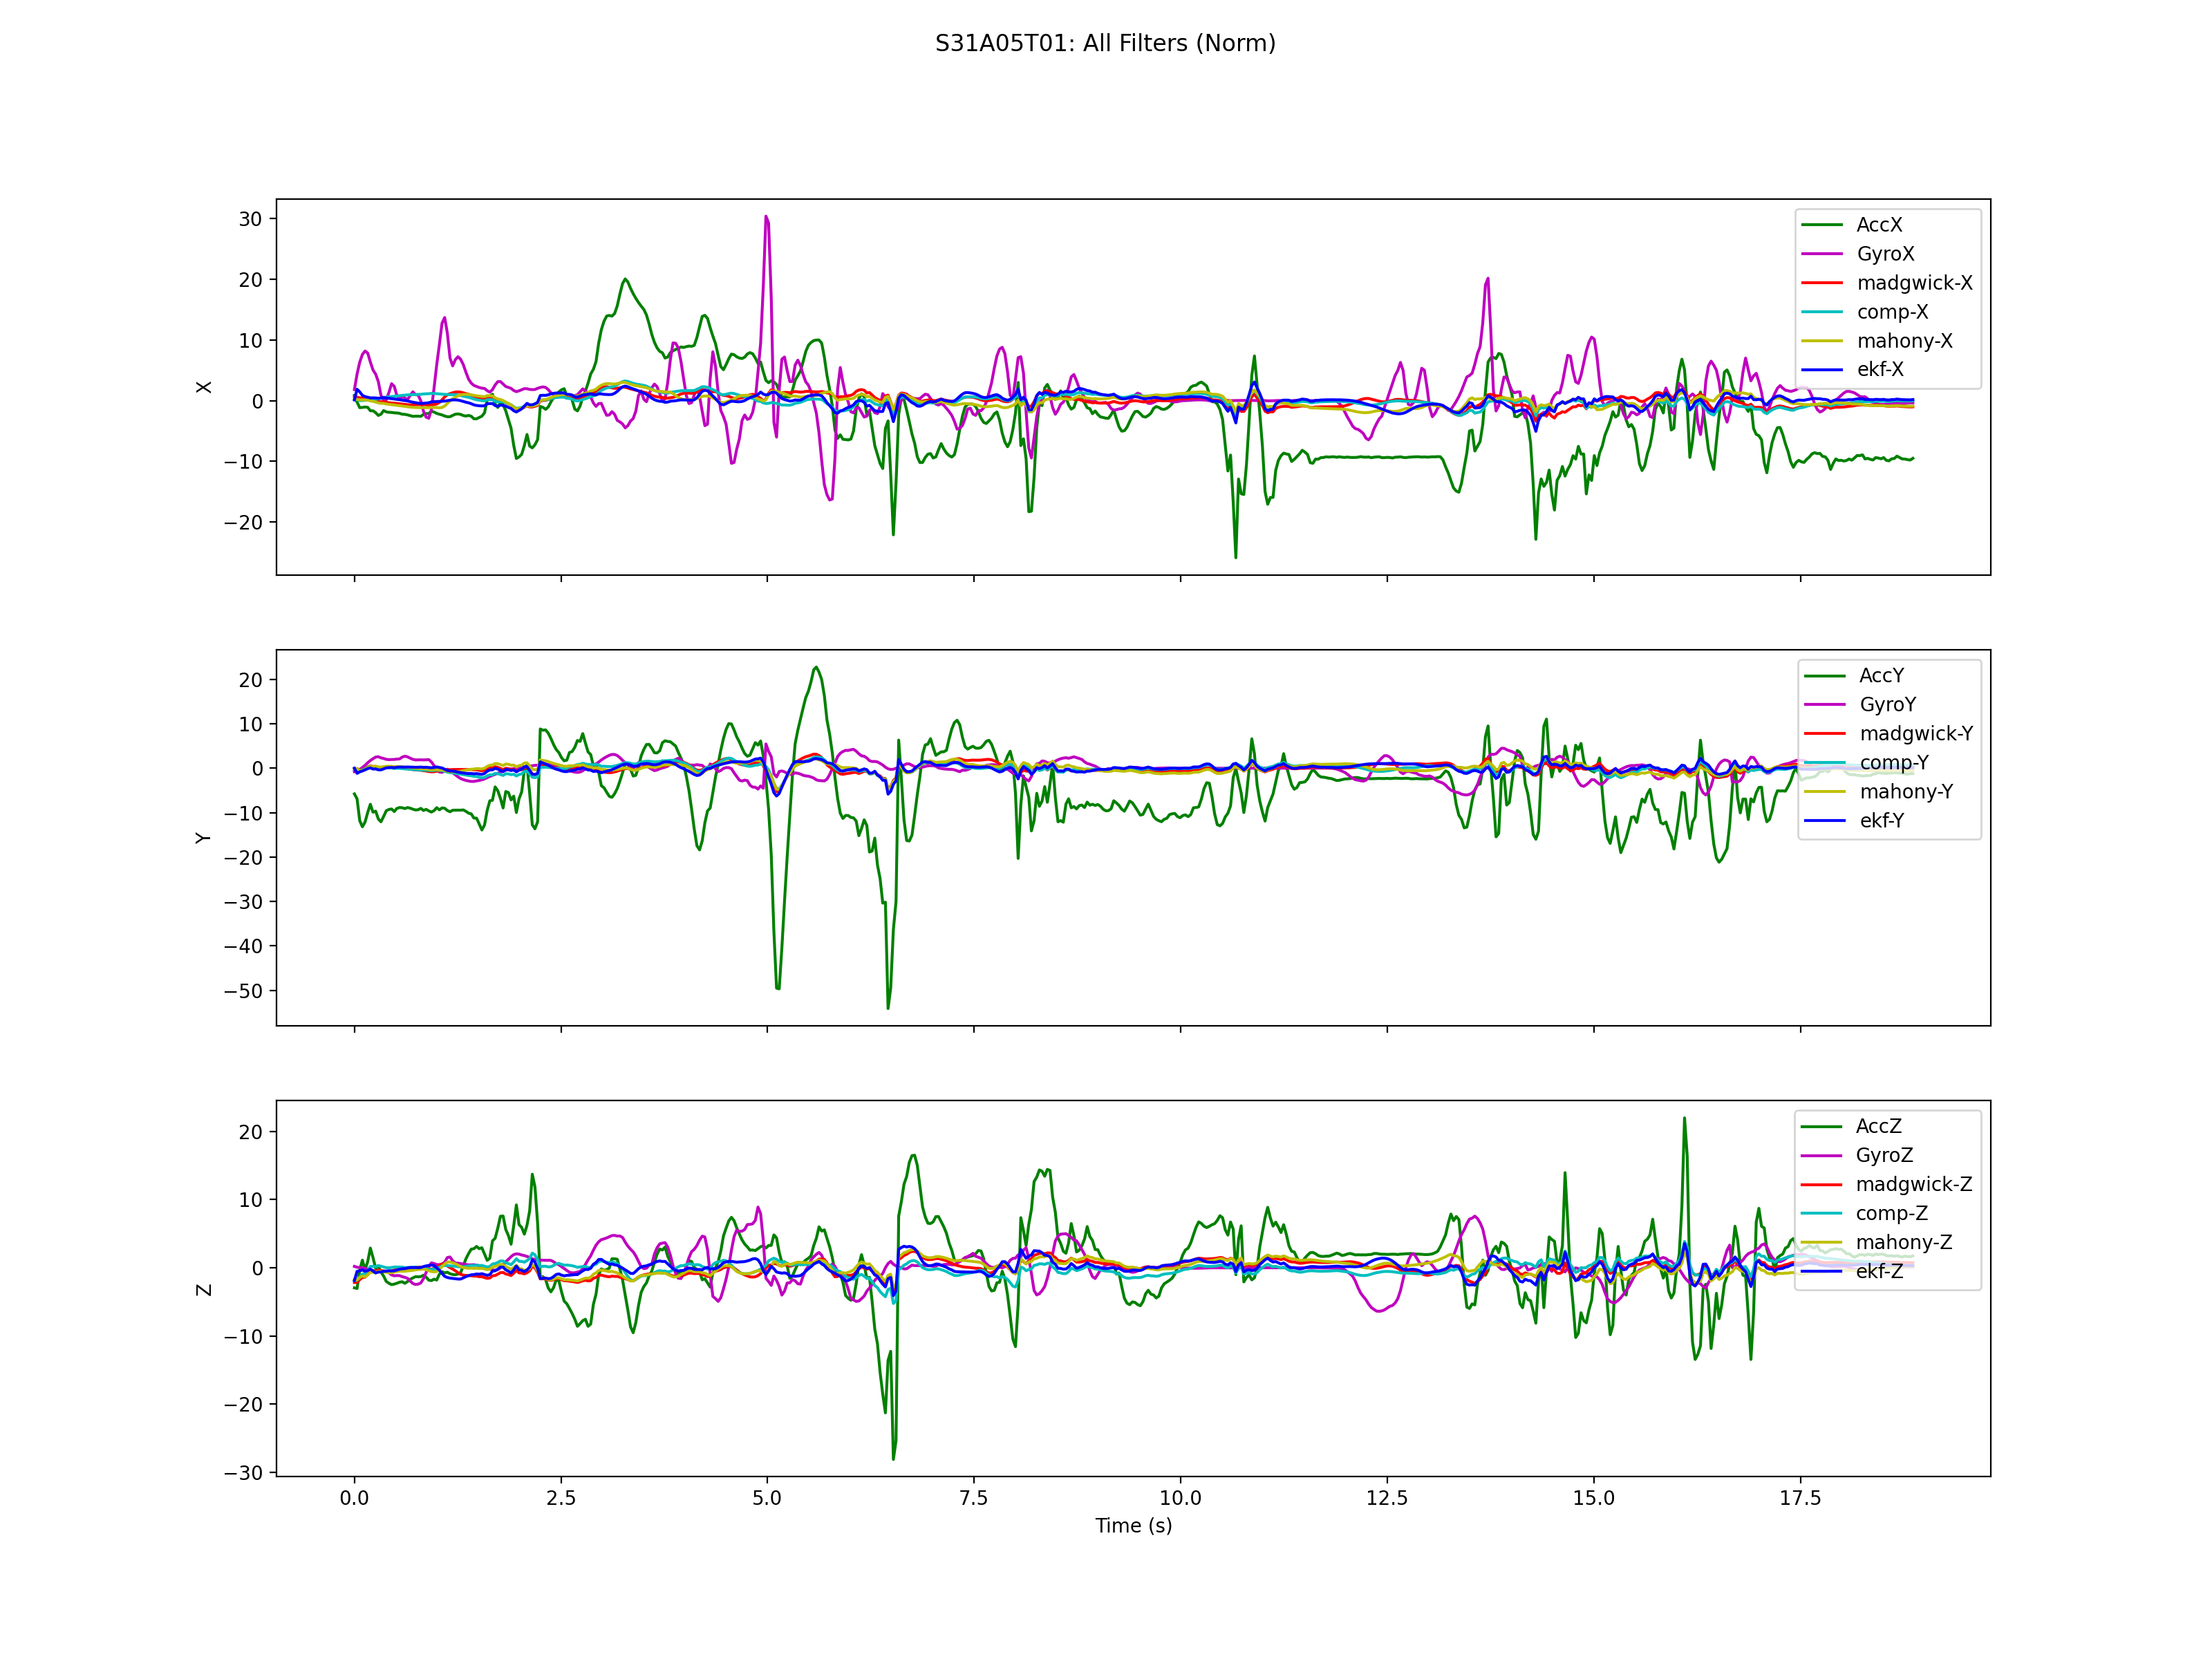 S31A05T01: All Filters (Norm)
30
20
10
0
−10
−20
X
AccX
GyroX
madgwick-X
comp-X
mahony-X
ekf-X
20
10
0
−10
−20
−30
−40
−50
Y
AccY
GyroY
madgwick-Y
comp-Y
mahony-Y
ekf-Y
20
10
0
−10
−20
−30
Z
AccZ
GyroZ
madgwick-Z
comp-Z
mahony-Z
ekf-Z
0.0 2.5 5.0 7.5 10.0 12.5 15.0 17.5
Time (s)